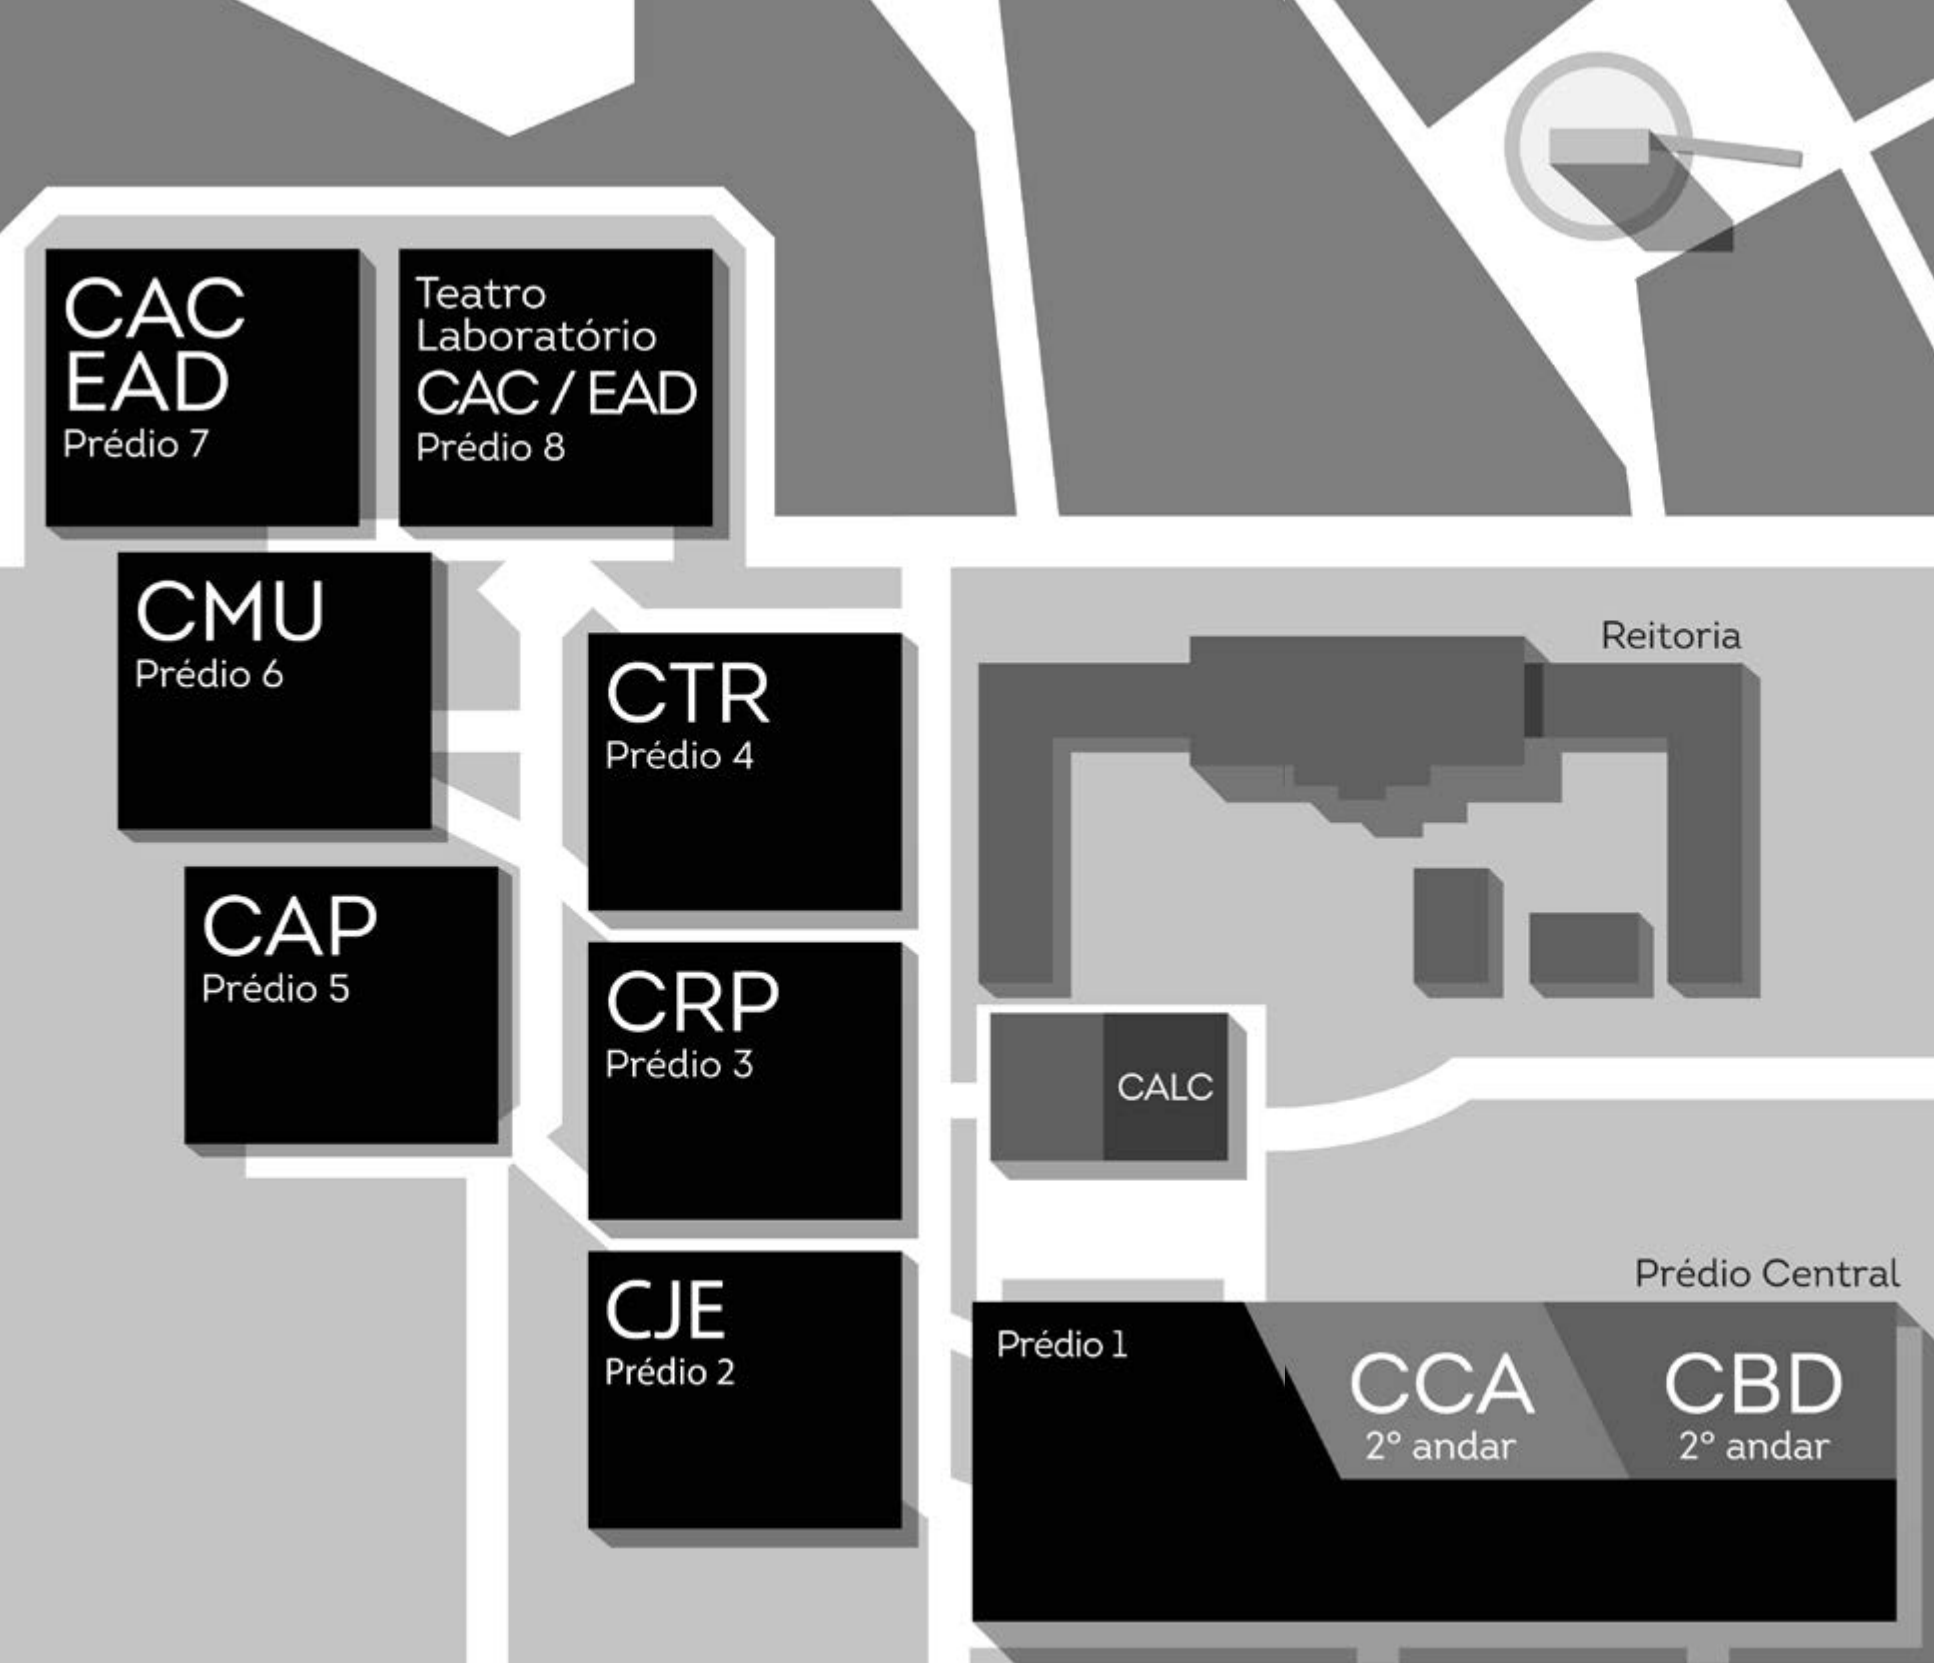 CAC
EAD
Prédio 7
Teatro
Laboratório
CAC / EAD
Prédio 8
CMU
Prédio 6
CTR
Prédio 4
Reitoria
CAP
Prédio 5
CRP
Prédio 3
CALC
CJE
Prédio 2
Prédio Central
Prédio 1
CCA
2º andar
CBD
2º andar